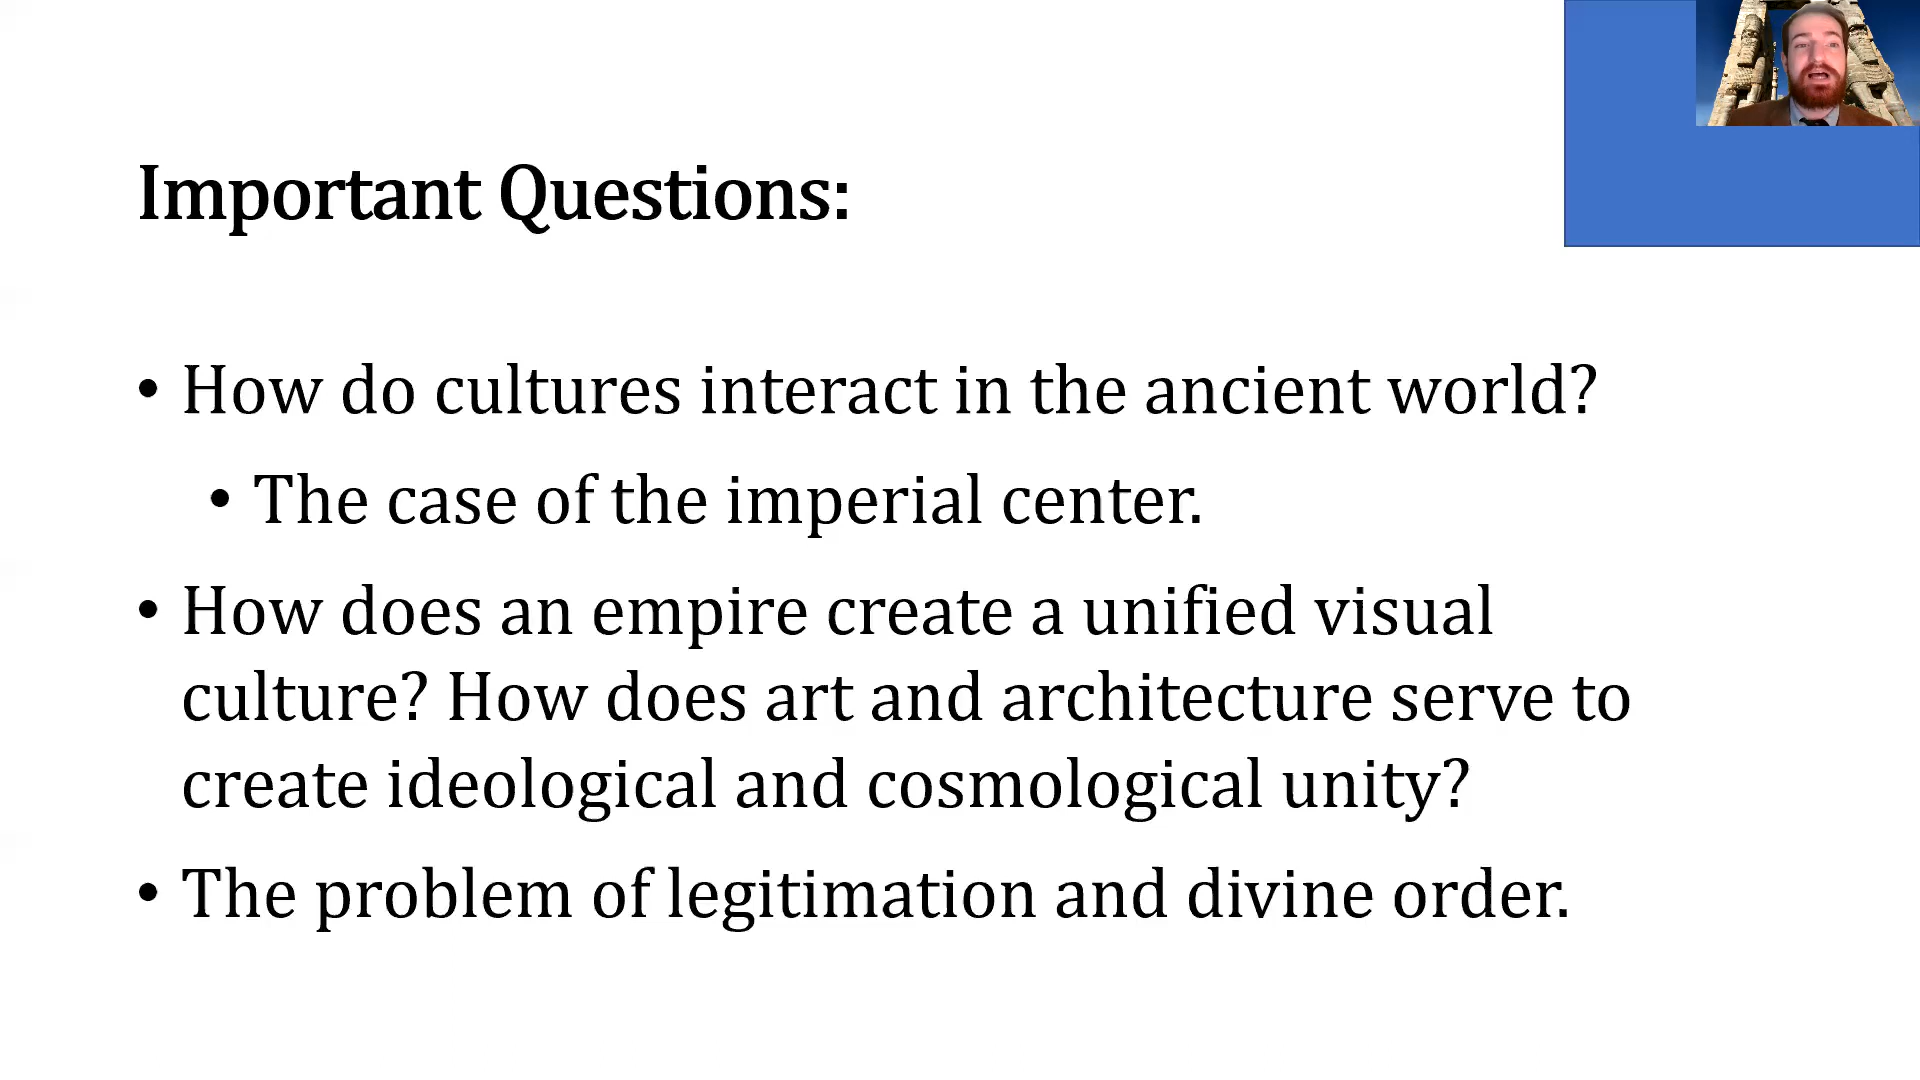 Important Questions:
• How do cultures interact in the ancient world?
• The case of the imperial center.
• How does an empire create a unified visual
culture? How does art and architecture serve to
create ideological and cosmological unity?
• The problem of legitimation and divine order.